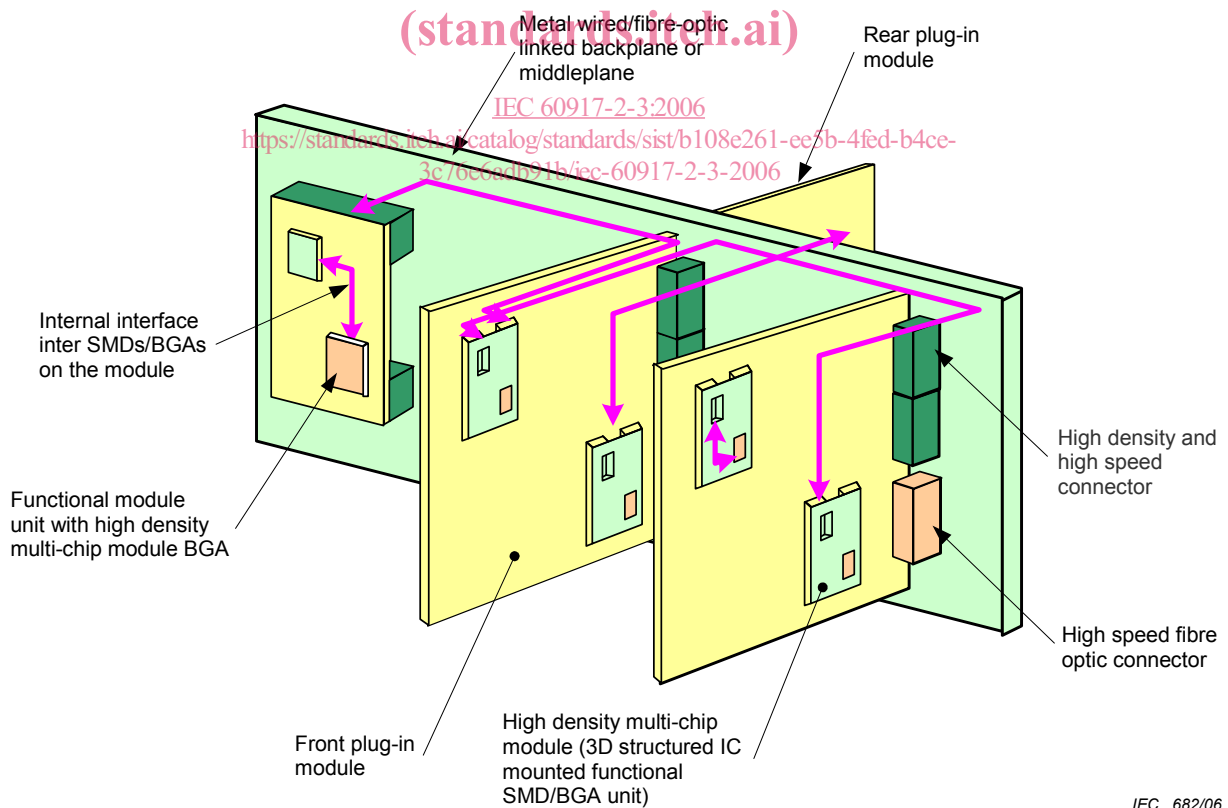 (standards.iteh.ai)
Metal wired/fibre-optic
linked backplane or
middleplane
Rear plug-in
module
IEC 60917-2-3:2006
https://standards.iteh.ai/catalog/standards/sist/b108e261-ee5b-4fed-b4ce-
3c76e6adb91b/iec-60917-2-3-2006
Internal interface
inter SMDs/BGAs
on the module
Functional module
unit with high density
multi-chip module BGA
High density and
high speed
connector
High speed fibre
optic connector
Front plug-in
module
High density multi-chip
module (3D structured IC
mounted functional
SMD/BGA unit)
IEC 682/06